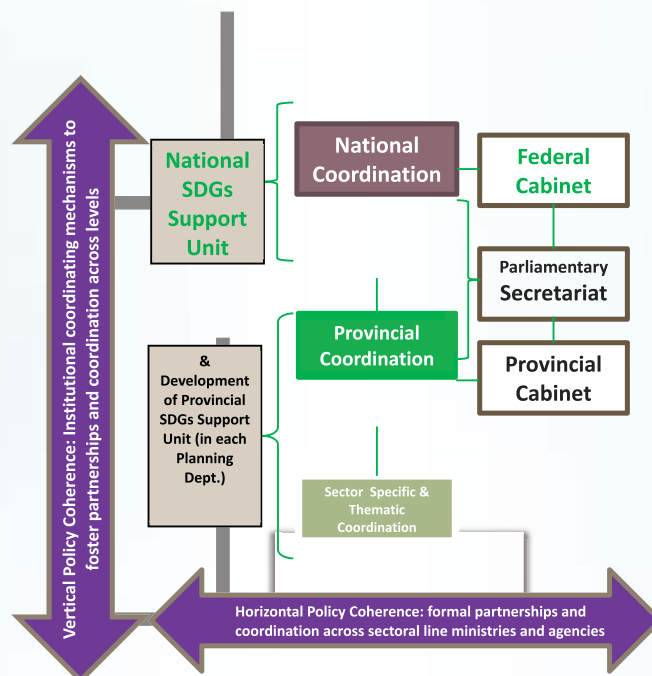 Vertical Policy Coherence: Institutional coordinating mechanisms to
foster partnerships and coordination across levels
National
SDGs
Support
Unit
National
Coordination
Federal
Cabinet
Parliamentary
Secretariat
Provincial
Coordination
Provincial
Cabinet
&
Development
of Provincial
SDGs Support
Unit (in each
Planning
Dept.)
Sector Specific &
Thematic
Coordination
Horizontal Policy Coherence: formal partnerships and
coordination across sectoral line ministries and agencies